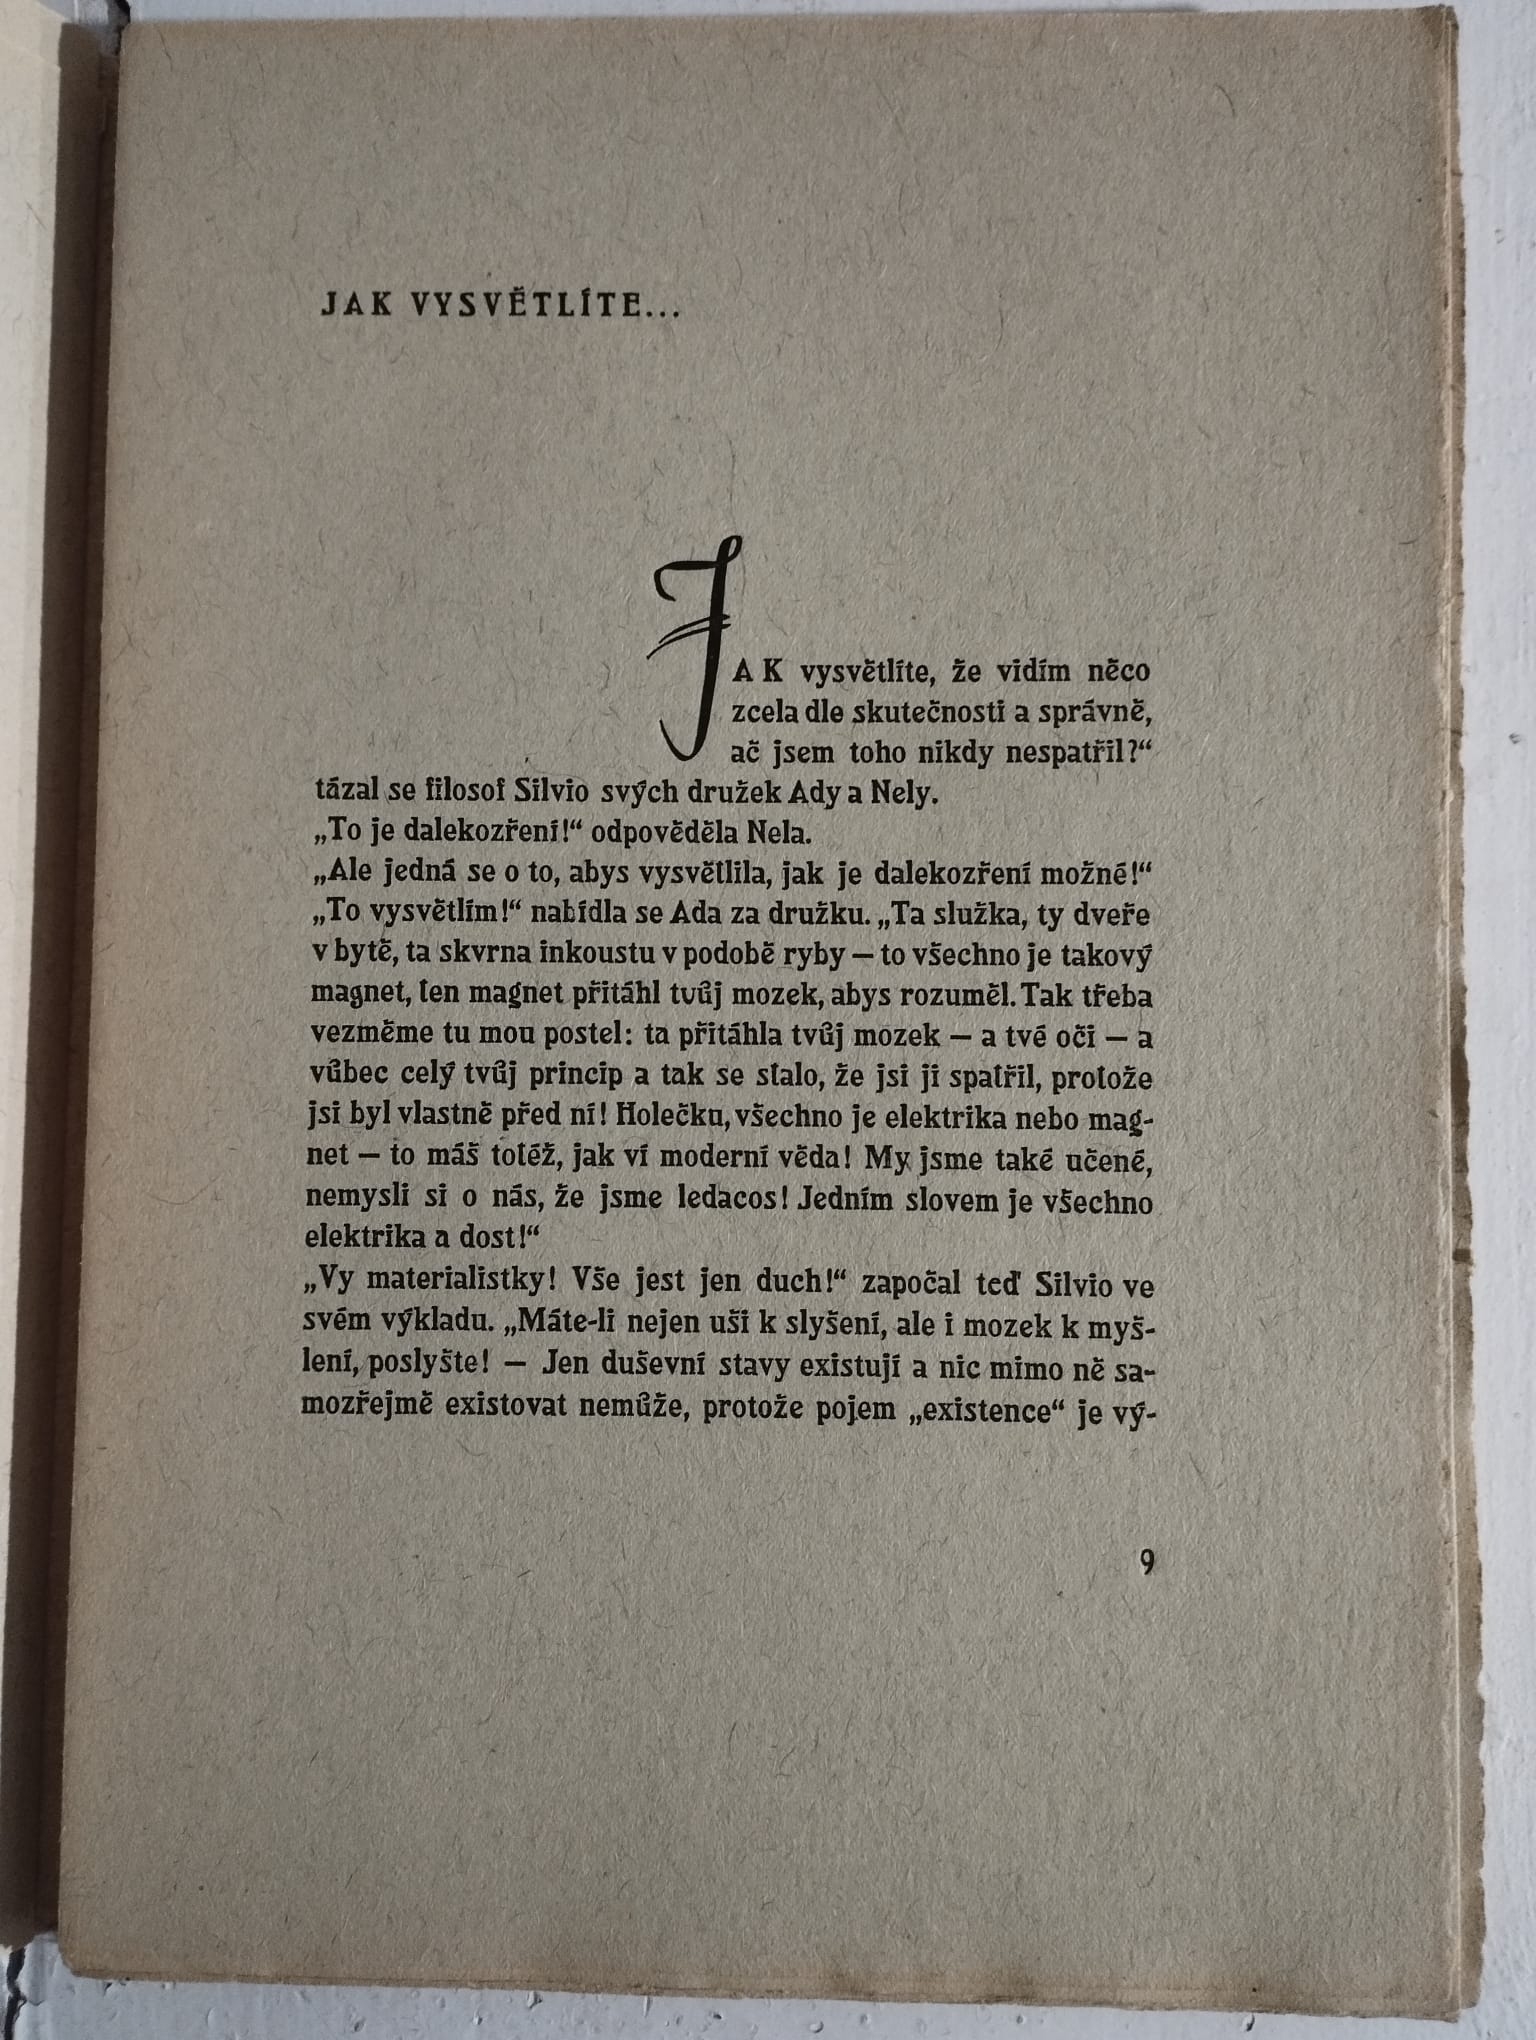 JAK VYSVĚTLÍTE...
JAK vysvětlíte, že vidím něco
zcela dle skutečnosti a správně,
ač jsem toho nikdy nespatřil?“
tázal se filosof Silvio svých družek Ady a Nely.
„To je dalekozření!“ odpověděla Nela.
„Ale jedná se o to, abys vysvětlila, jak je dalekozření možné!“
„To vysvětlím!“ nabídla se Ada za družku. „Ta služka, ty dveře
v bytě, ta skvrna inkoustu v podobě ryby — to všechno je takový
magnet, ten magnet přitáhl tvůj mozek, abys rozuměl. Tak třeba
vezměme tu mou postel: ta přitáhla tvůj mozek — a tvé oči — a
vůbec celý tvůj princip a tak se stalo, že jsi ji spatřil, protože
jsi byl vlastně před ní! Holečku, všechno je elektrika nebo mag-
net — to máš totéž, jak ví moderní věda! My jsme také učené,
nemysli si o nás, že jsme ledacos! Jedním slovem je všechno
elektrika a dost!“
„Vy materialistky! Vše jest jen duch!“ započal teď Silvio ve
svém výkladu. „Máte-li nejen uši k slyšení, ale i mozek k myš-
lení, poslyšte! — Jen duševní stavy existují a nic mimo ně sa-
mozřejmě existovat nemůže, protože pojem „existence“ je vý-
9